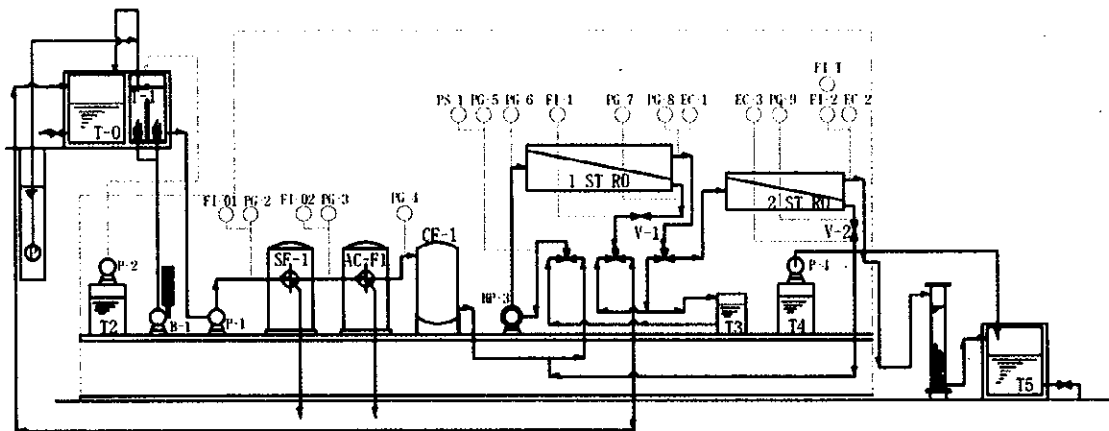 FI-T
PS-1 PG-5 PG-6 FI-1 PG-7 PG-8 EC-1 EC-3 PG-9 FI-2 EC-2
T-0
1 ST RO
2 ST RO
FI-01 PG-2 FI-02 PG-3 PG-4
CF-1
V-1
V-2
SF-1
AC-F1
P-2
P-4
HP-3
T2
B-1
P-1
T3
T4
T5